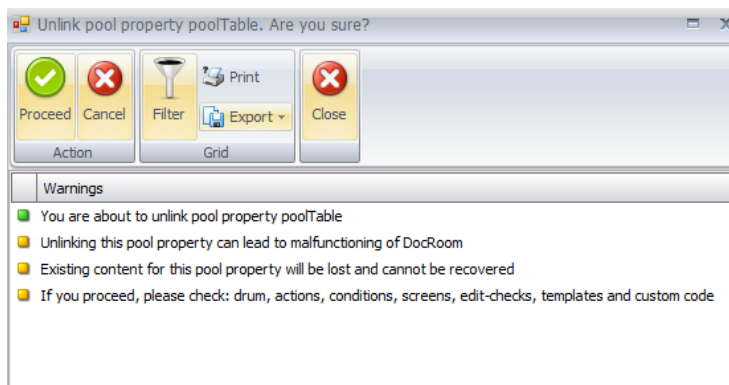 Unlink pool property poolTable. Are you sure?
Print
Proceed Cancel Filter Export Close
Action Grid
Warnings
You are about to unlink pool property poolTable
Unlinking this pool property can lead to malfunctioning of DocRoom
Existing content for this pool property will be lost and cannot be recovered
If you proceed, please check: drum, actions, conditions, screens, edit-checks, templates and custom code